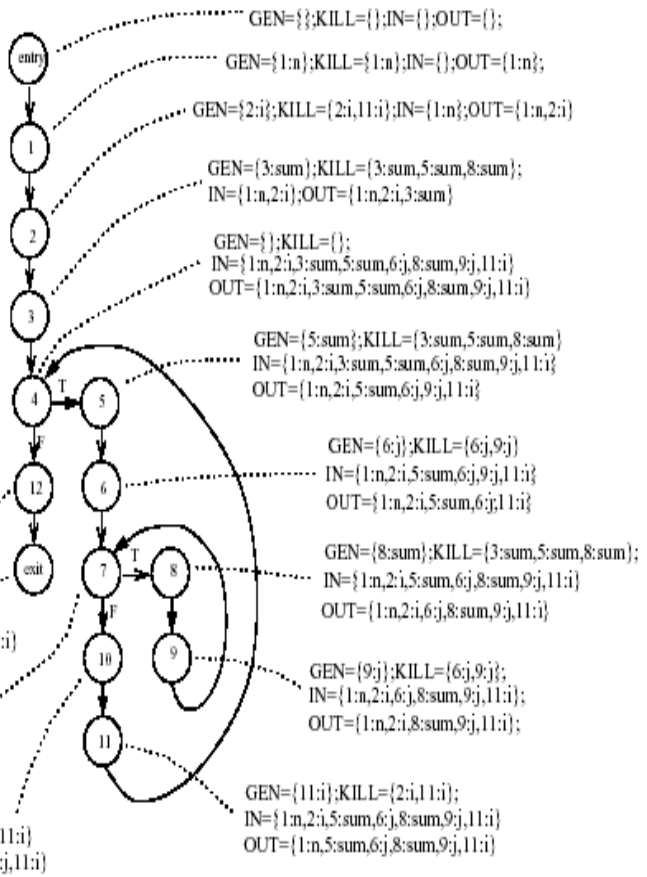 entry
GEN={};KILL={};IN={};OUT={};
GEN={1:n};KILL={1:n};IN={};OUT={1:n};
1
GEN={2:i};KILL={2:i,11:i};IN={1:n};OUT={1:n,2:i}
2
GEN={3:sum};KILL={3:sum,5:sum,8:sum};
IN={1:n,2:i};OUT={1:n,2:i,3:sum}
3
GEN={};KILL={};
IN={1:n,2:i,3:sum,5:sum,6:j,8:sum,9:j,11:i}
OUT={1:n,2:i,3:sum,5:sum,6:j,8:sum,9:j,11:i}
4
T
5
GEN={5:sum};KILL={3:sum,5:sum,8:sum}
IN={1:n,2:i,3:sum,5:sum,6:j,8:sum,9:j,11:i}
OUT={1:n,2:i,5:sum,6:j,9:j,11:i}
F
12
6
GEN={6:j};KILL={6:j,9:j}
IN={1:n,2:i,5:sum,6:j,9:j,11:i}
OUT={1:n,2:i,5:sum,6:j;11:i}
exit
7
T
8
GEN={8:sum};KILL={3:sum,5:sum,8:sum};
IN={1:n,2:i,5:sum,6:j,8:sum,9:j,11:i}
OUT={1:n,2:i,6:j,8:sum,9:j,11:i}
F
:i}
10
9
GEN={9:j};KILL={6:j,9:j};
IN={1:n,2:i,6:j,8:sum,9:j,11:i};
OUT={1:n,2:i,8:sum,9:j,11:i};
11
GEN={11:i};KILL={2:i,11:i};
IN={1:n,2:i,5:sum,6:j,8:sum,9:j,11:i}
OUT={1:n,5:sum,6:j,8:sum,9:j,11:i}
11:i}
:j,11:i}